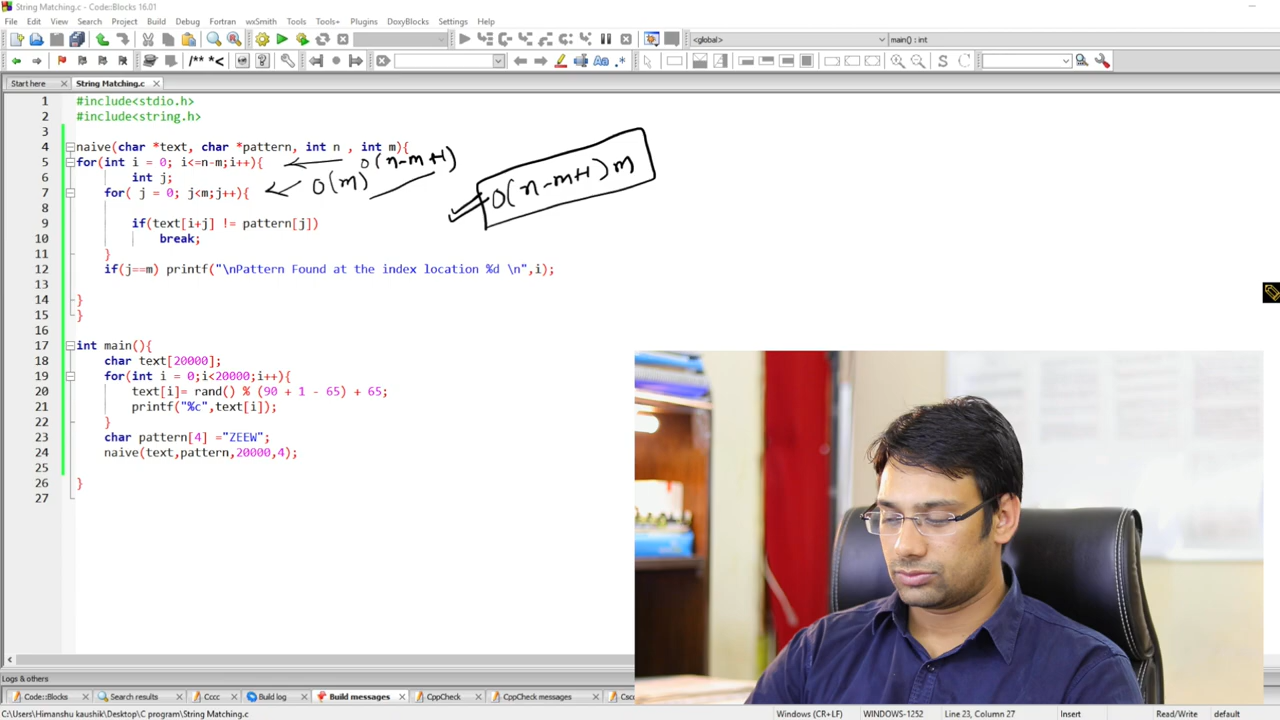 String Matching.c - Code::Blocks 16.01
File Edit View Search Project Build Debug Fortran wxSmith Tools Tools+ Plugins DoxyBlocks Settings Help
<global> main() : int
/** *<
Start here String Matching.c
1 #include<stdio.h>
2 #include<string.h>
3
4 naive(char *text, char *pattern, int n , int m){
5 for(int i = 0; i<=n-m;i++){ O(n-m+1)
6 int j;
7 for( j = 0; j<m;j++){ O(m)
O(n-m+1)m
8
9 if(text[i+j] != pattern[j])
10 break;
11 }
12 if(j==m) printf("\nPattern Found at the index location %d \n",i);
13
14 }
15 }
16
17 int main(){
18 char text[20000];
19 for(int i = 0;i<20000;i++){
20 text[i]= rand() % (90 + 1 - 65) + 65;
21 printf("%c",text[i]);
22 }
23 char pattern[4] ="ZEEW";
24 naive(text,pattern,20000,4);
25
26 }
27
Logs & others
Code::Blocks Search results Cccc Build log Build messages CppCheck CppCheck messages Csc
C:\Users\Himanshu kaushik\Desktop\C program\String Matching.c Windows (CR+LF) WINDOWS-1252 Line 23, Column 27 Insert Read/Write default